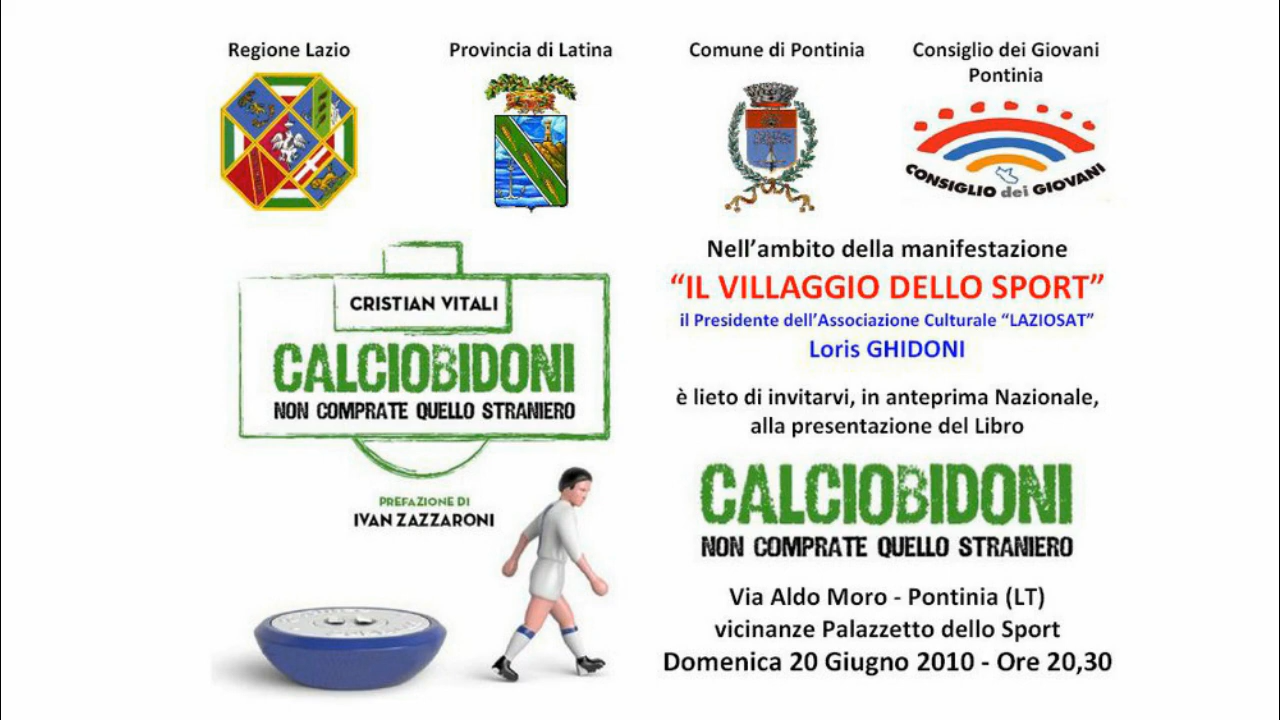 Regione Lazio
Provincia di Latina
Comune di Pontinia
Consiglio dei Giovani
Pontinia
CONSIGLIO dei GIOVANI
CRISTIAN VITALI
CALCIOBIDONI
NON COMPRATE QUELLO STRANIERO
PREFAZIONE DI
IVAN ZAZZARONI
Nell'ambito della manifestazione
“IL VILLAGGIO DELLO SPORT”
il Presidente dell'Associazione Culturale “LAZIOSAT”
Loris GHIDONI
è lieto di invitarvi, in anteprima Nazionale,
alla presentazione del Libro
CALCIOBIDONI
NON COMPRATE QUELLO STRANIERO
Via Aldo Moro - Pontinia (LT)
vicinanze Palazzetto dello Sport
Domenica 20 Giugno 2010 - Ore 20,30